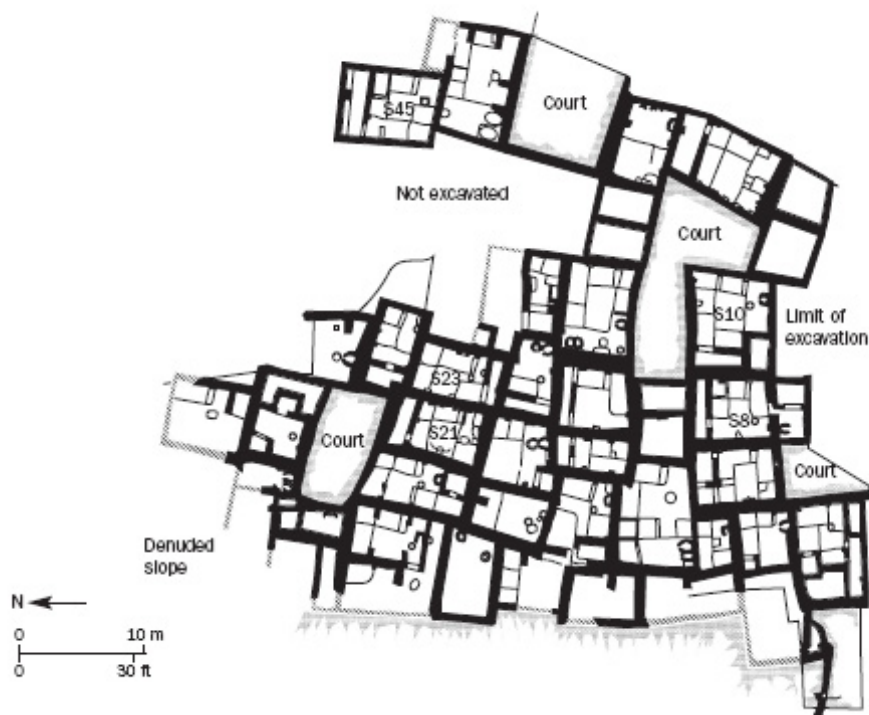 Court
S45
Not excavated
Court
S10
Limit of
excavation
S23
S8
S21
Court
Court
Denuded
slope
N
0 10 m
0 30 ft